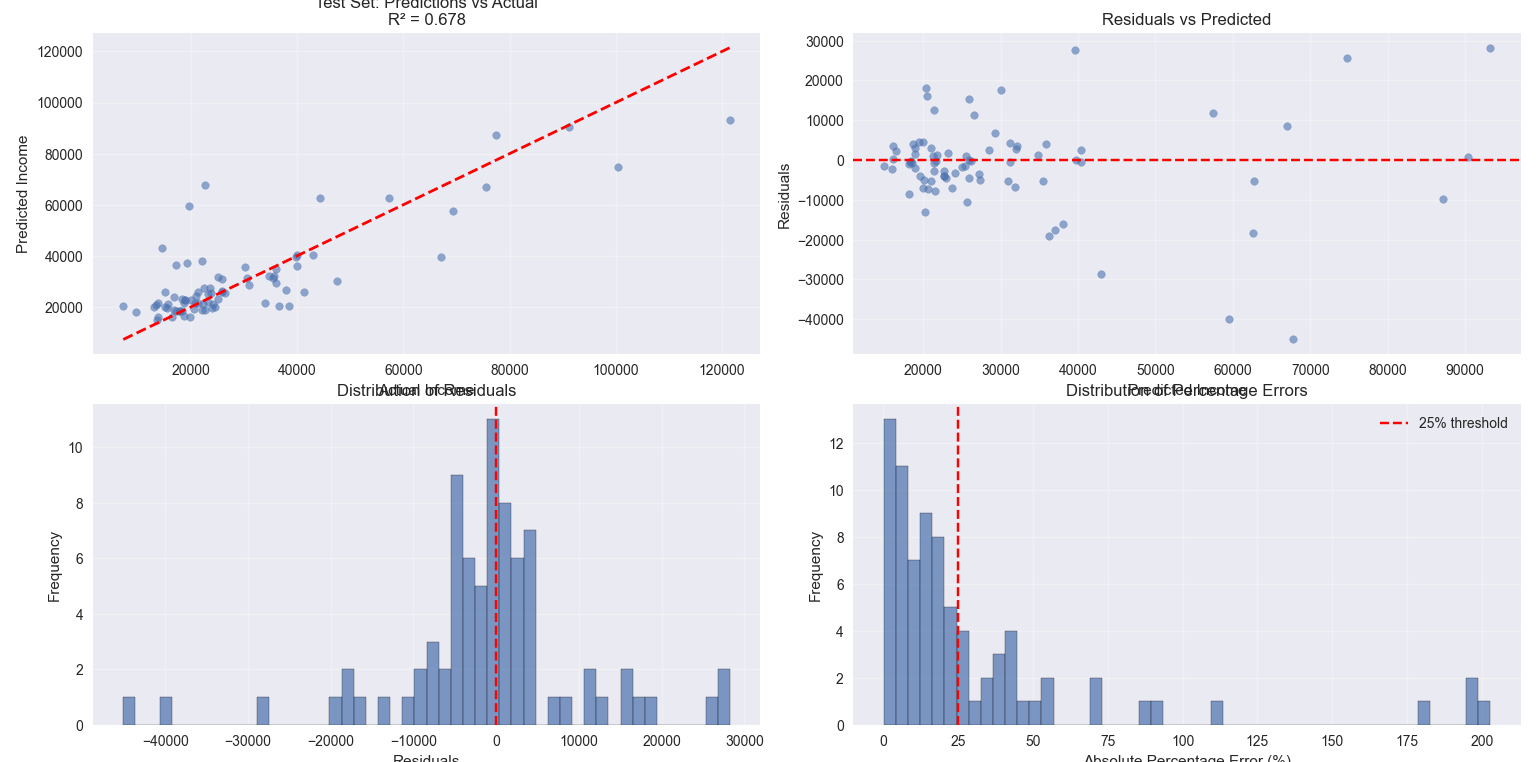 Test Set: Predictions vs Actual
R² = 0.678
Predicted Income
120000
100000
80000
60000
40000
20000
20000 40000 60000 80000 100000 120000
Actual Income
Residuals vs Predicted
Residuals
30000
20000
10000
0
−10000
−20000
−30000
−40000
20000 30000 40000 50000 60000 70000 80000 90000
Predicted Income
Distribution of Residuals
Frequency
10
8
6
4
2
0
−40000 −30000 −20000 −10000 0 10000 20000 30000
Residuals
Distribution of Percentage Errors
25% threshold
Frequency
12
10
8
6
4
2
0
0 25 50 75 100 125 150 175 200
Absolute Percentage Error (%)